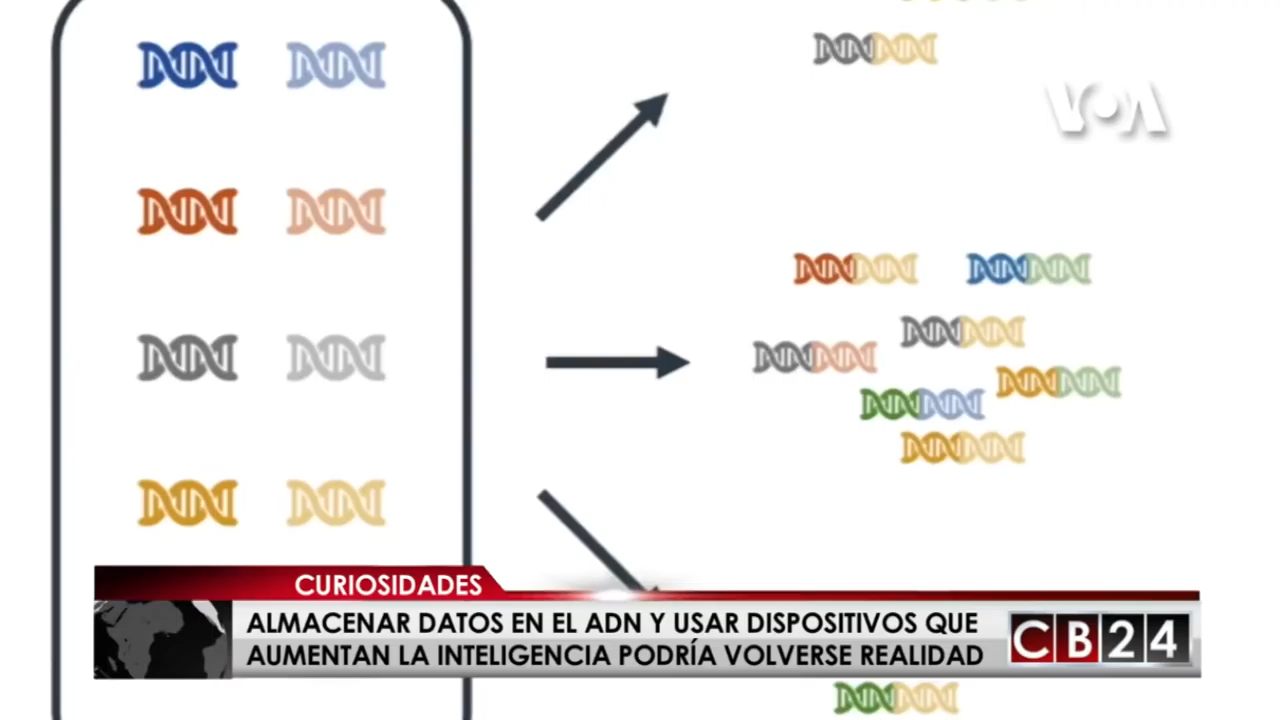 VOA
CURIOSIDADES
ALMACENAR DATOS EN EL ADN Y USAR DISPOSITIVOS QUE
AUMENTAN LA INTELIGENCIA PODRÍA VOLVERSE REALIDAD
CB24